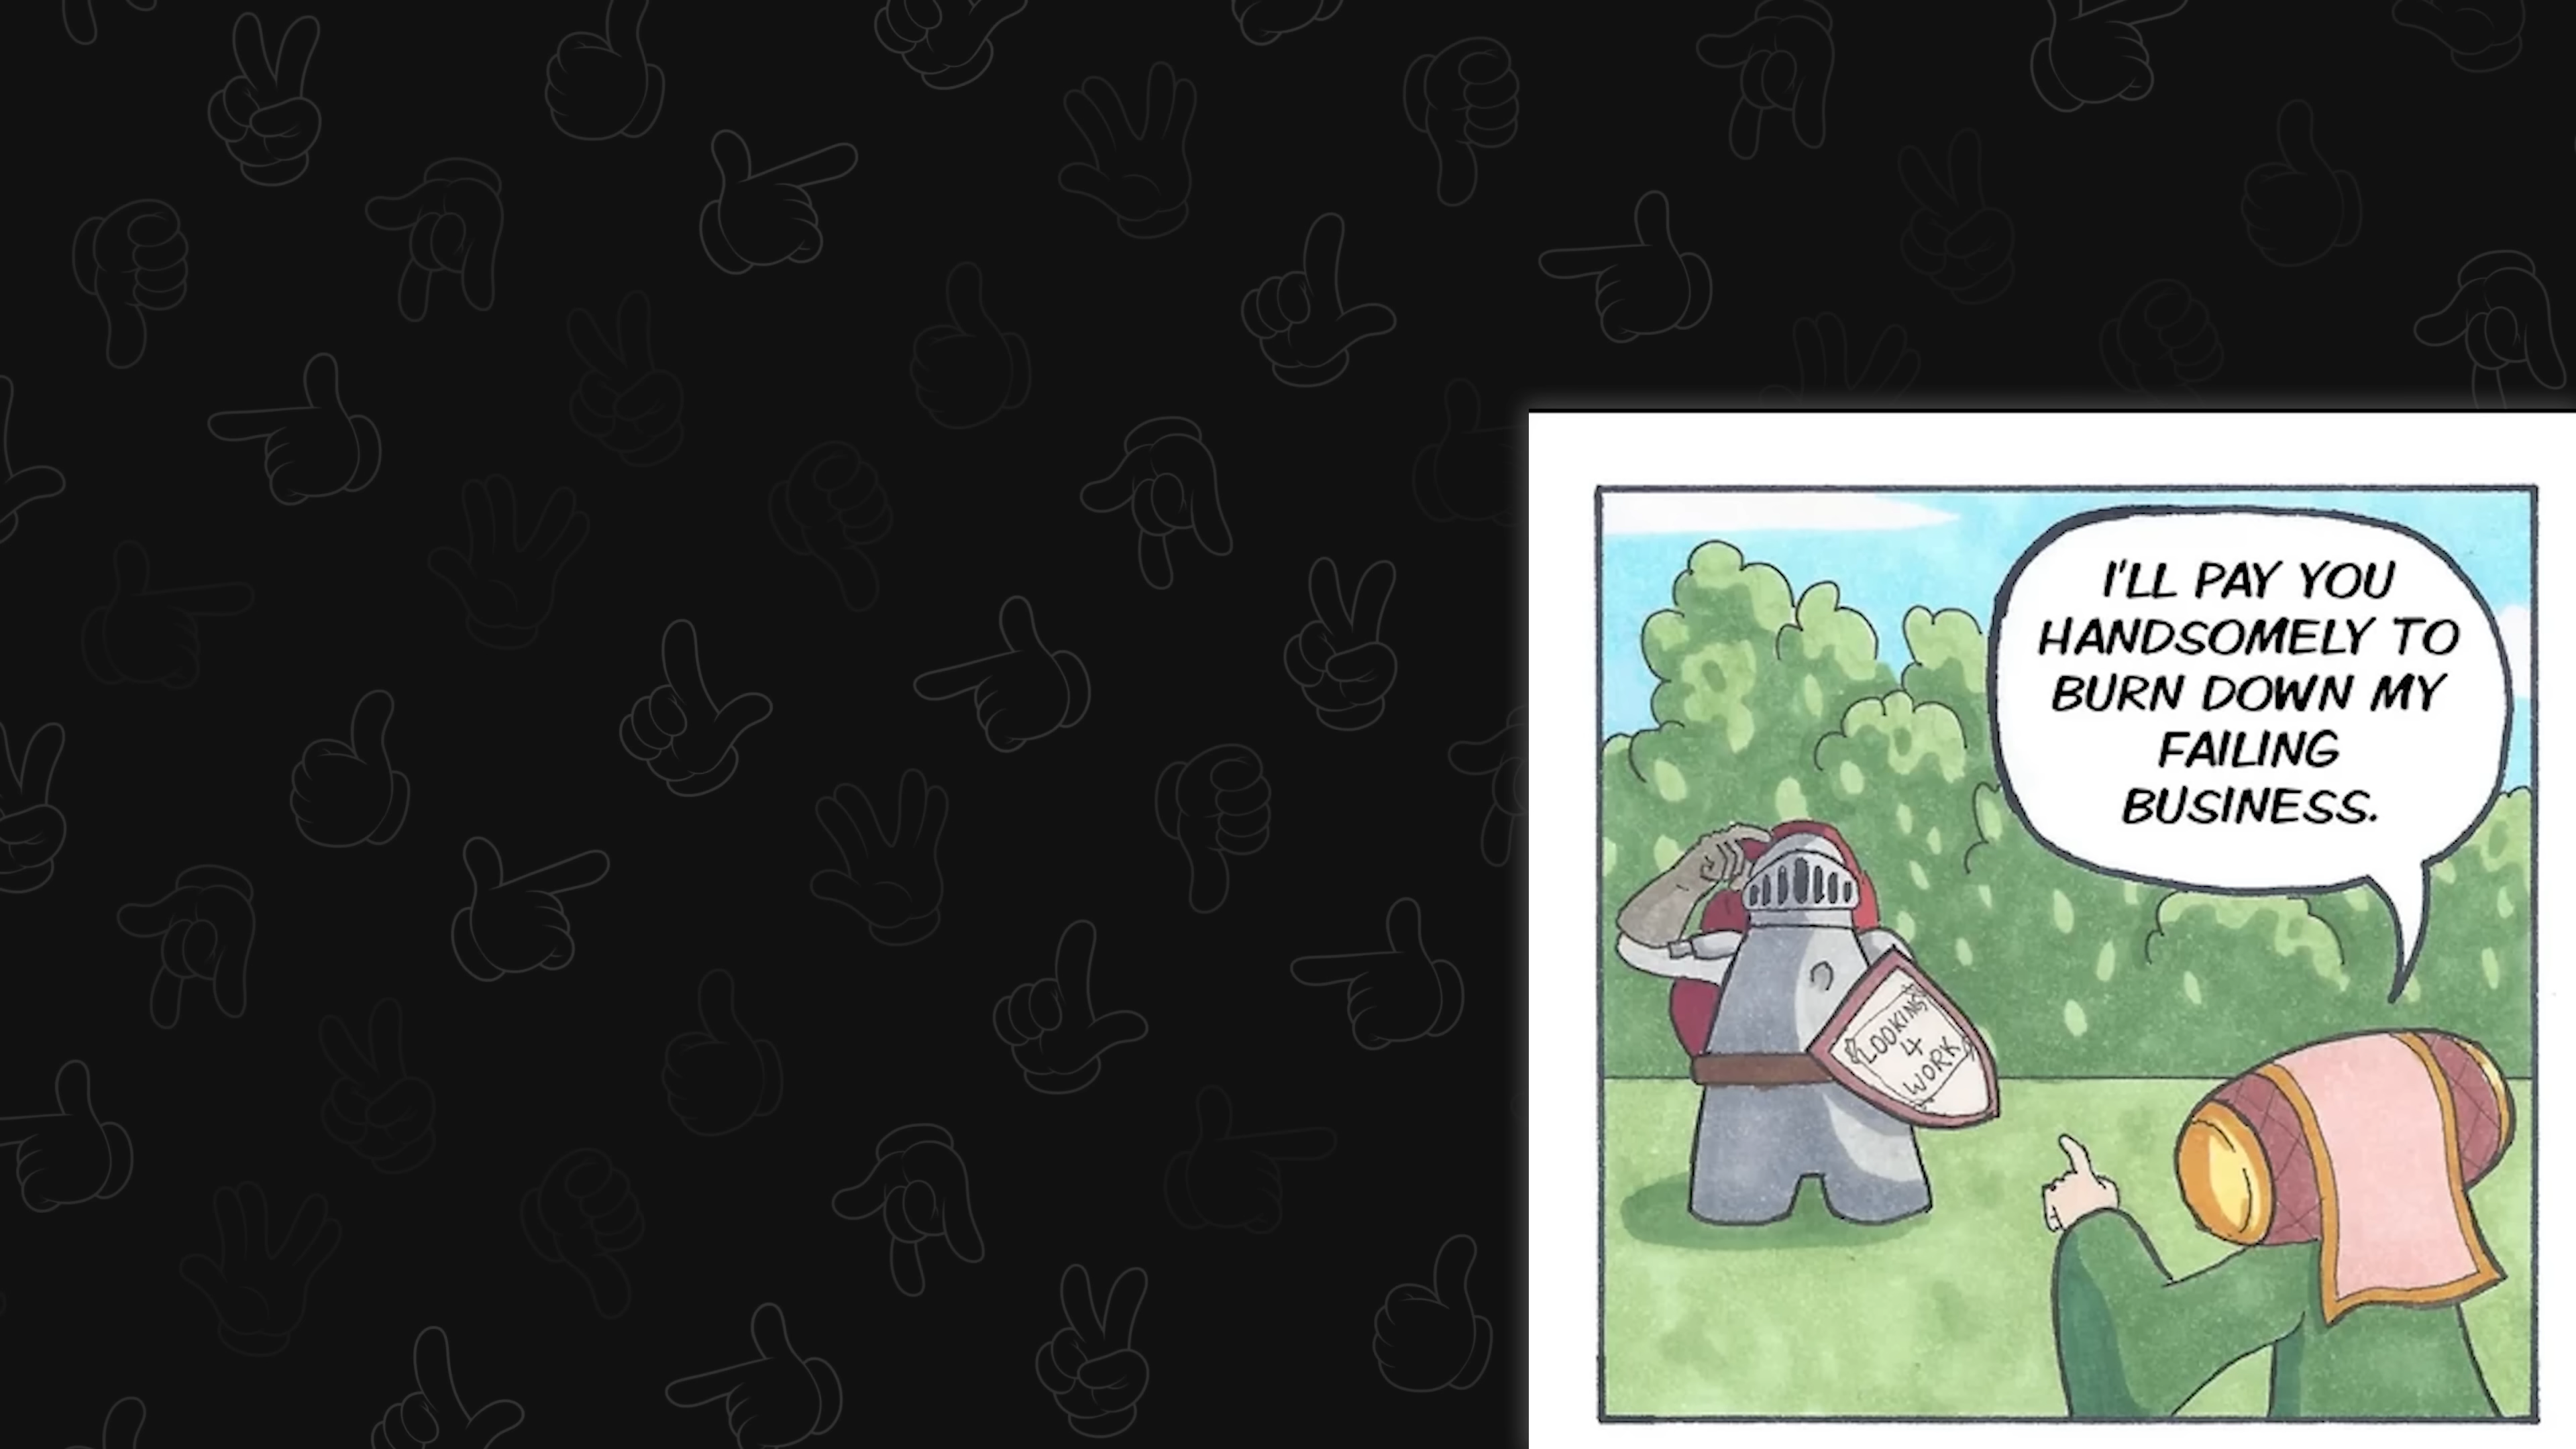 I'LL PAY YOU
HANDSOMELY TO
BURN DOWN MY
FAILING
BUSINESS.
LOOKING
4
WORK